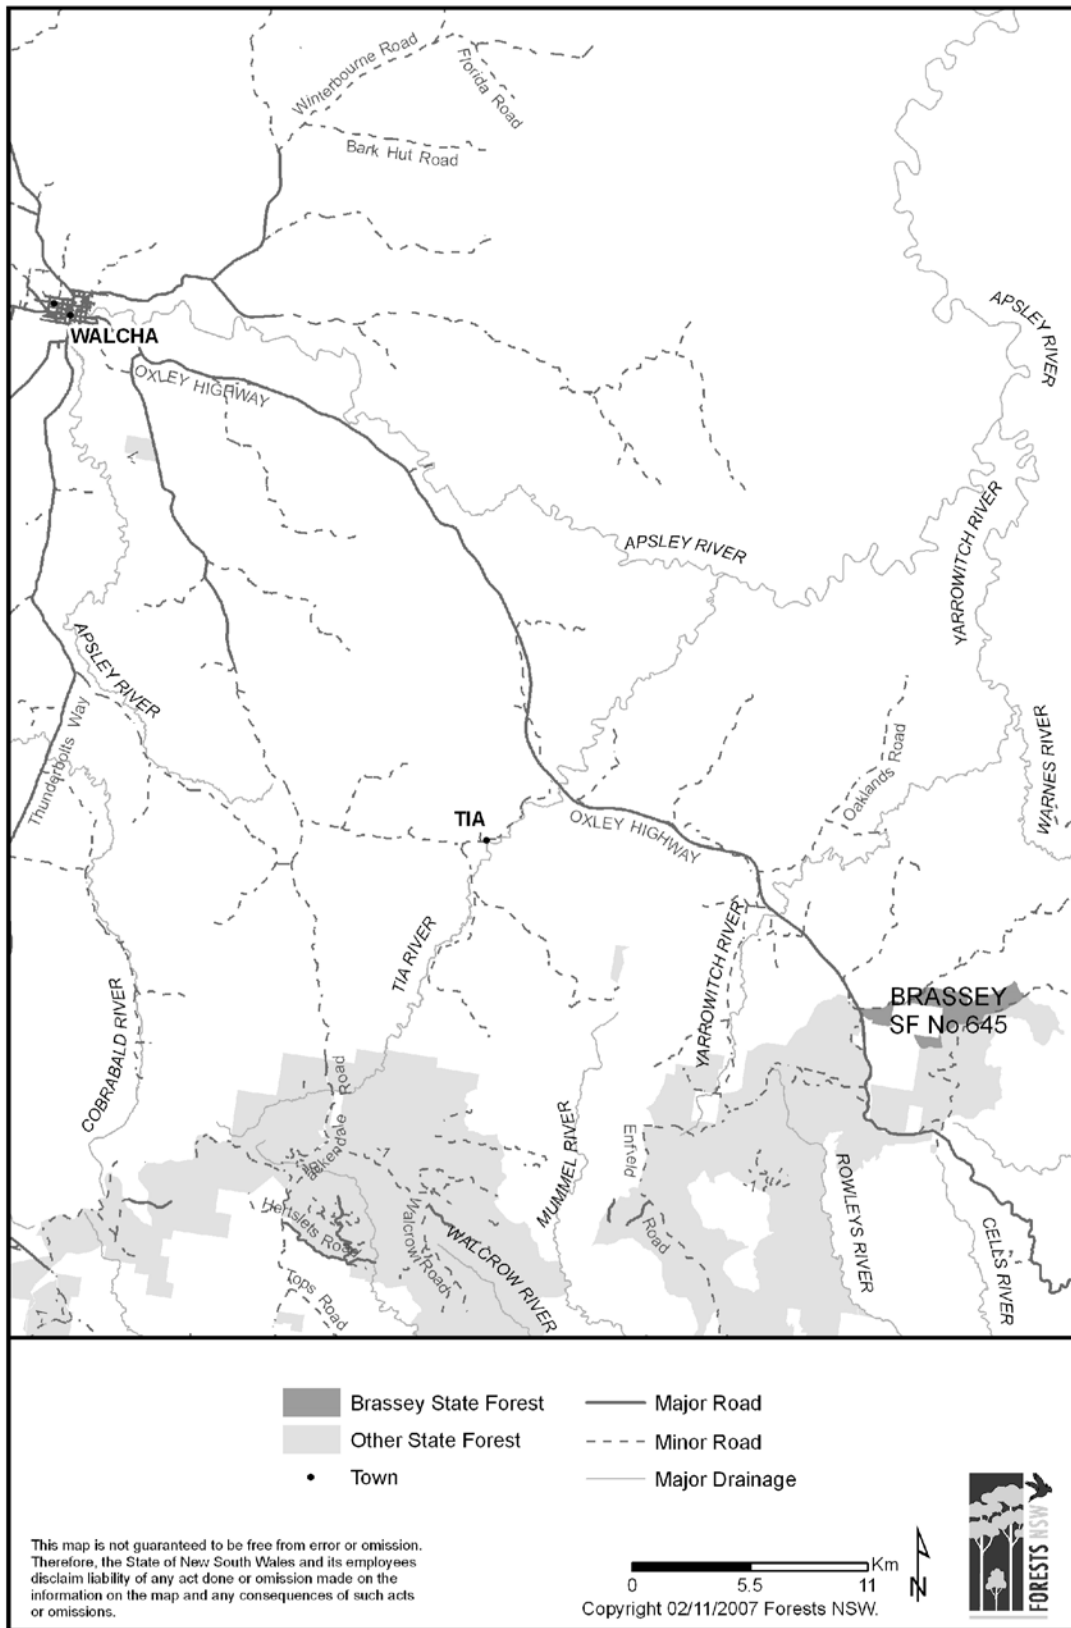 Winterbourne Road
Florida Road
Bark Hut Road
APSLEY RIVER
WALCHA
OXLEY HIGHWAY
YARROWITCH RIVER
APSLEY RIVER
APSLEY RIVER
Thunderbolts Way
WARNES RIVER
Oaklands Road
TIA
OXLEY HIGHWAY
TIA RIVER
YARROWITCH RIVER
COBRABALD RIVER
BRASSEY
SF No 645
Road
MUMMEL RIVER
Enfield
Road
ROWLEYS RIVER
CELLS RIVER
Hertslets Road
Walcrow Road
WALCROW RIVER
Tops Road
Brassey State Forest
Other State Forest
Town
Major Road
Minor Road
Major Drainage
This map is not guaranteed to be free from error or omission.
Therefore, the State of New South Wales and its employees
disclaim liability of any act done or omission made on the
information on the map and any consequences of such acts
or omissions.
Km
0 5.5 11
Copyright 02/11/2007 Forests NSW.
N
FORESTS NSW